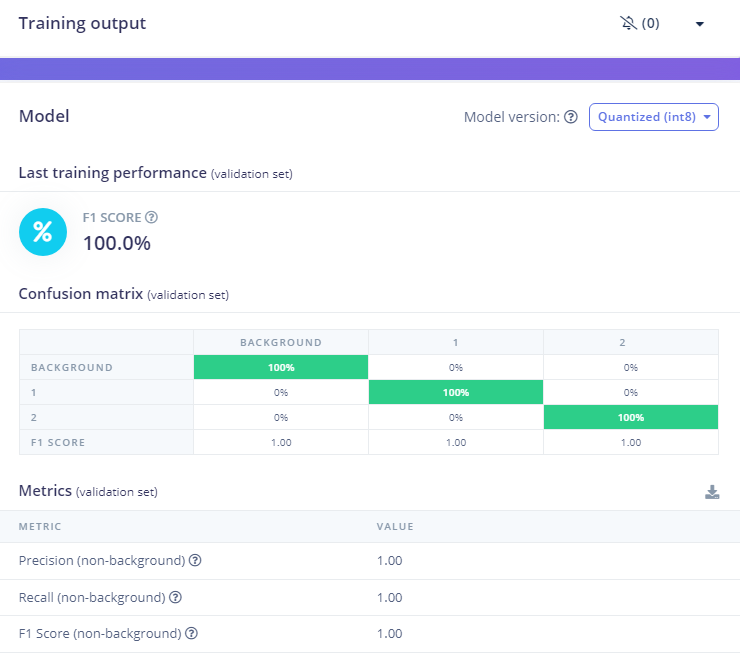 Training output (0)
Model Model version: Quantized (int8)
Last training performance (validation set)
% F1 SCORE
100.0%
Confusion matrix (validation set)
BACKGROUND 1 2
BACKGROUND 100% 0% 0%
1 0% 100% 0%
2 0% 0% 100%
F1 SCORE 1.00 1.00 1.00
Metrics (validation set)
METRIC VALUE
Precision (non-background) 1.00
Recall (non-background) 1.00
F1 Score (non-background) 1.00